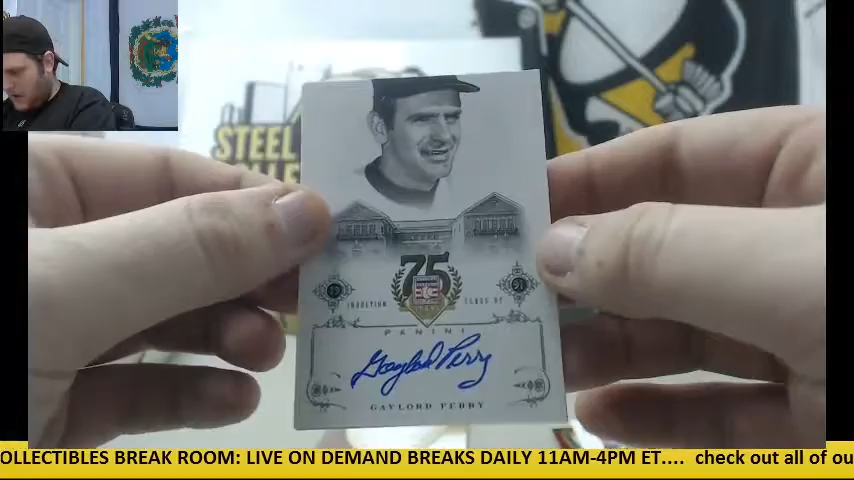 STEEL
75
INDUCTION CLASS OF
PANINI
Gaylord Perry
GAYLORD PERRY
OLLECTIBLES BREAK ROOM: LIVE ON DEMAND BREAKS DAILY 11AM-4PM ET.... check out all of ou